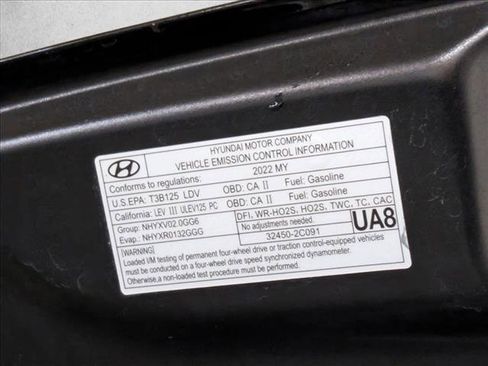 HYUNDAI MOTOR COMPANY
VEHICLE EMISSION CONTROL INFORMATION
Conforms to regulations: 2022 MY
U.S.EPA: T3B125 LDV OBD: CA II Fuel: Gasoline
California: LEV III ULEV125 PC OBD: CA II Fuel: Gasoline
Group: NHYXV02.0GG6 DFI, WR-HO2S, HO2S, TWC, TC, CAC
Evap.: NHYXR0132GGG No adjustments needed.
[WARNING] 32450-2C091 UA8
Loaded I/M testing of permanent four-wheel drive or traction control-equipped vehicles
must be conducted on a four-wheel drive speed synchronized dynamometer.
Otherwise,a non-loaded test procedure must be performed.